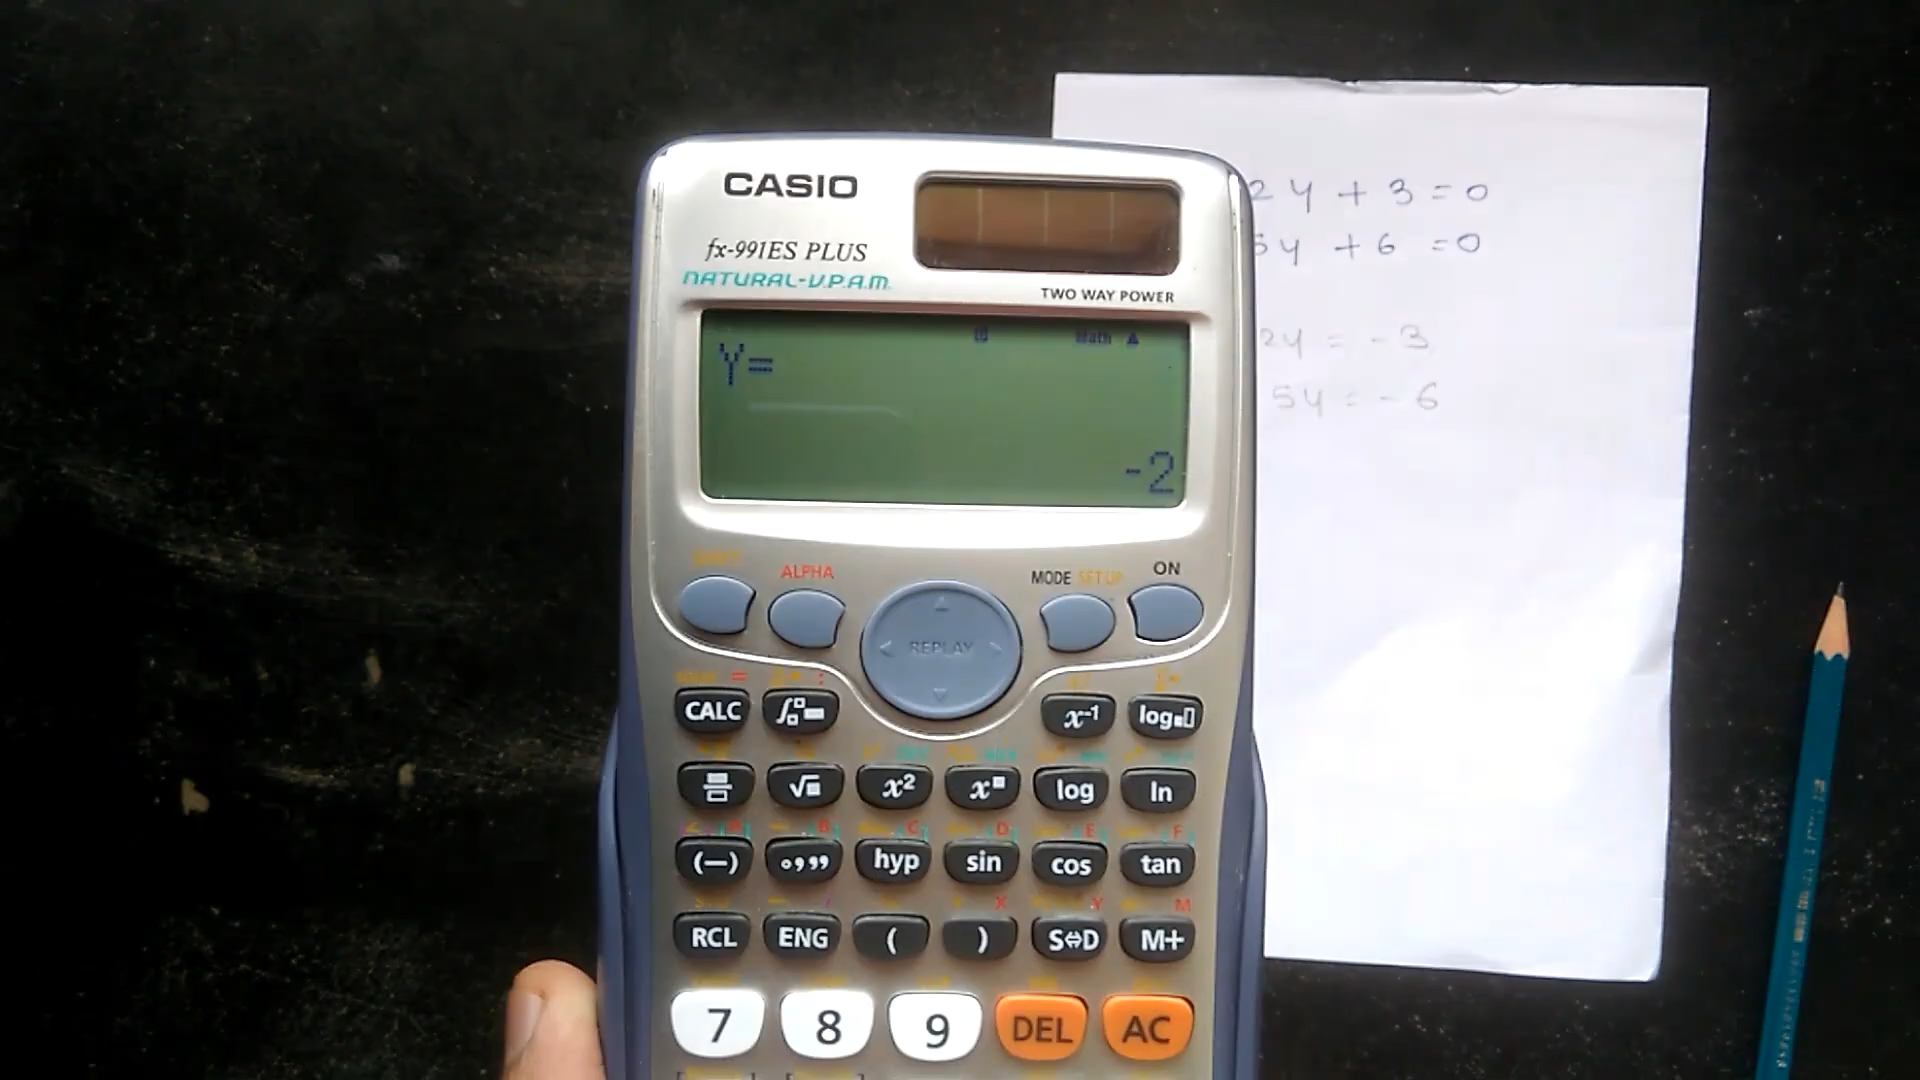 CASIO
fx-991ES PLUS
NATURAL-V.P.A.M.
TWO WAY POWER
Math ▲
Y=
-2
2y + 3 = 0
5y + 6 = 0
2y = - 3
5y = - 6
SHIFT ALPHA MODE SETUP ON
REPLAY
CALC x-1 log
√ x² x log ln
(−) hyp sin cos tan
RCL ENG ( ) S⇔D M+
7 8 9 DEL AC